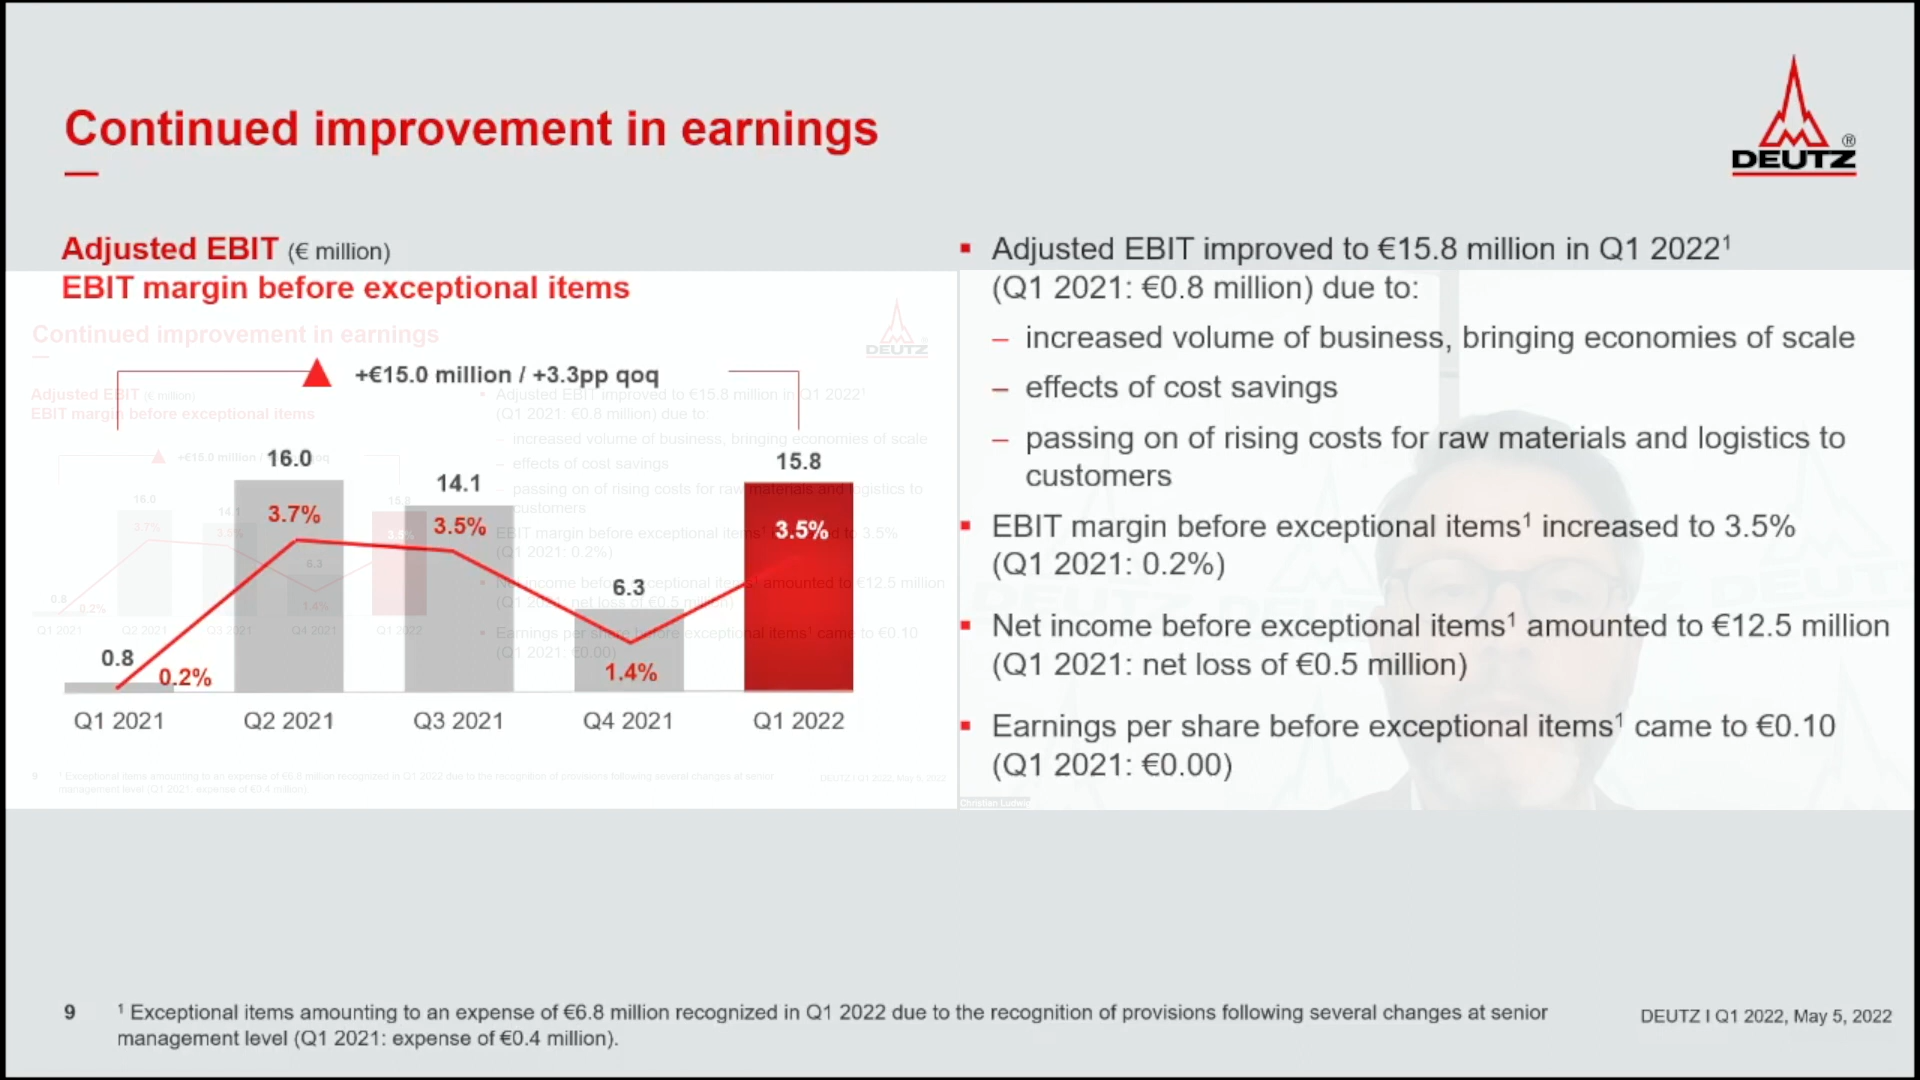 Continued improvement in earnings
®
DEUTZ
Adjusted EBIT (€ million)
EBIT margin before exceptional items
+€15.0 million / +3.3pp qoq
16.0
15.8
14.1
3.7%
3.5%
3.5%
6.3
0.8
0.2%
1.4%
Q1 2021 Q2 2021 Q3 2021 Q4 2021 Q1 2022
▪ Adjusted EBIT improved to €15.8 million in Q1 2022¹
(Q1 2021: €0.8 million) due to:
– increased volume of business, bringing economies of scale
– effects of cost savings
– passing on of rising costs for raw materials and logistics to
customers
▪ EBIT margin before exceptional items¹ increased to 3.5%
(Q1 2021: 0.2%)
▪ Net income before exceptional items¹ amounted to €12.5 million
(Q1 2021: net loss of €0.5 million)
▪ Earnings per share before exceptional items¹ came to €0.10
(Q1 2021: €0.00)
Christian Ludwig
9
¹ Exceptional items amounting to an expense of €6.8 million recognized in Q1 2022 due to the recognition of provisions following several changes at senior
management level (Q1 2021: expense of €0.4 million).
DEUTZ I Q1 2022, May 5, 2022